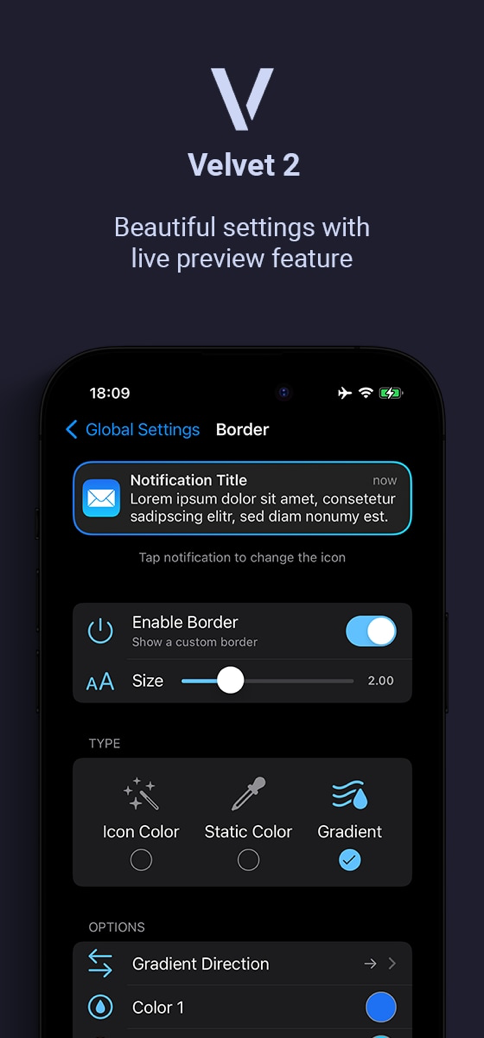 Velvet 2
Beautiful settings with
live preview feature
18:09
Global Settings Border
Notification Title now
Lorem ipsum dolor sit amet, consetetur
sadipscing elitr, sed diam nonumy est.
Tap notification to change the icon
Enable Border
Show a custom border
AA Size 2.00
TYPE
Icon Color Static Color Gradient
OPTIONS
Gradient Direction
Color 1